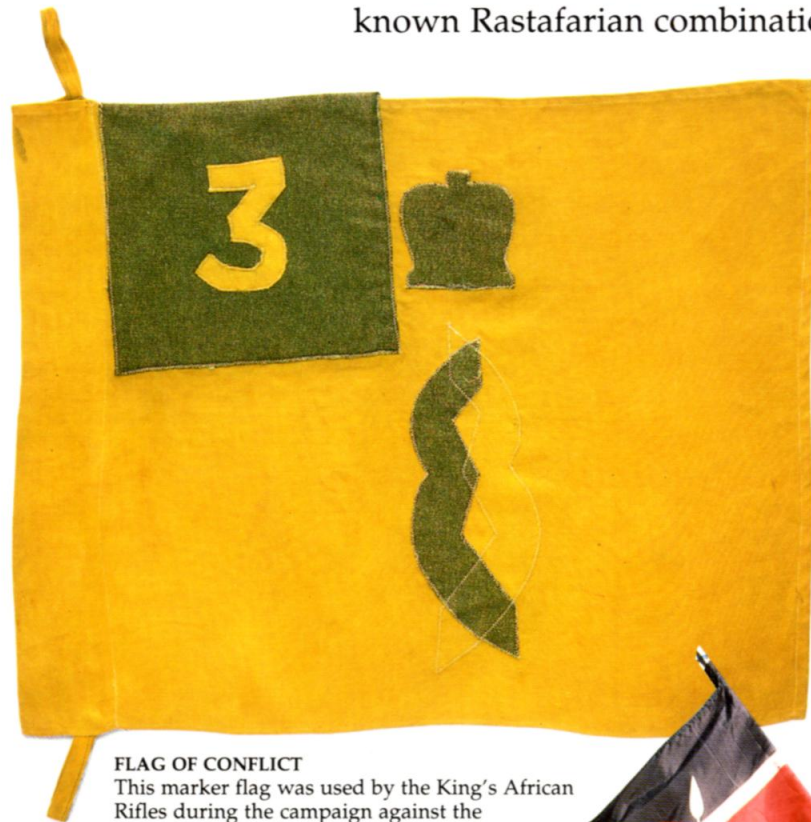 known Rastafarian combinatio
3
FLAG OF CONFLICT
This marker flag was used by the King's African
Rifles during the campaign against the